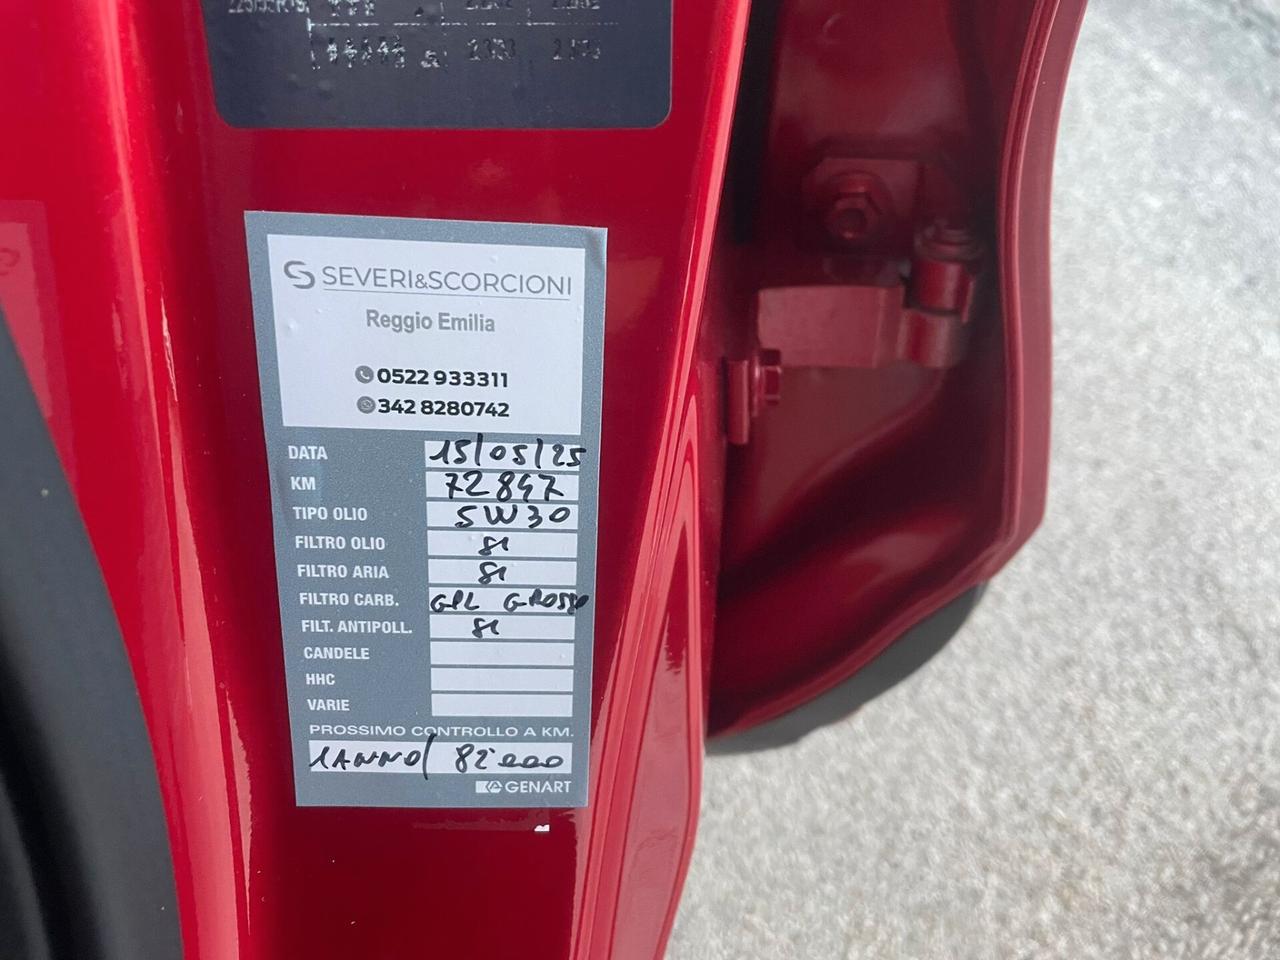 SEVERI&SCORCIONI
Reggio Emilia
0522 933311
342 8280742
DATA 15/05/25
KM 72847
TIPO OLIO 5W30
FILTRO OLIO SI
FILTRO ARIA SI
FILTRO CARB. GPL GROSSO
FILT. ANTIPOLL. SI
CANDELE
HHC
VARIE
PROSSIMO CONTROLLO A KM.
1ANNO/ 82'000
GENART